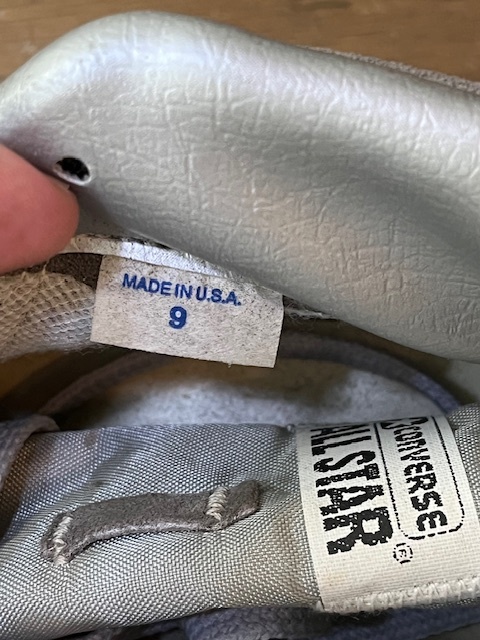 MADE IN U.S.A.
9
CONVERSE
ALL STAR®